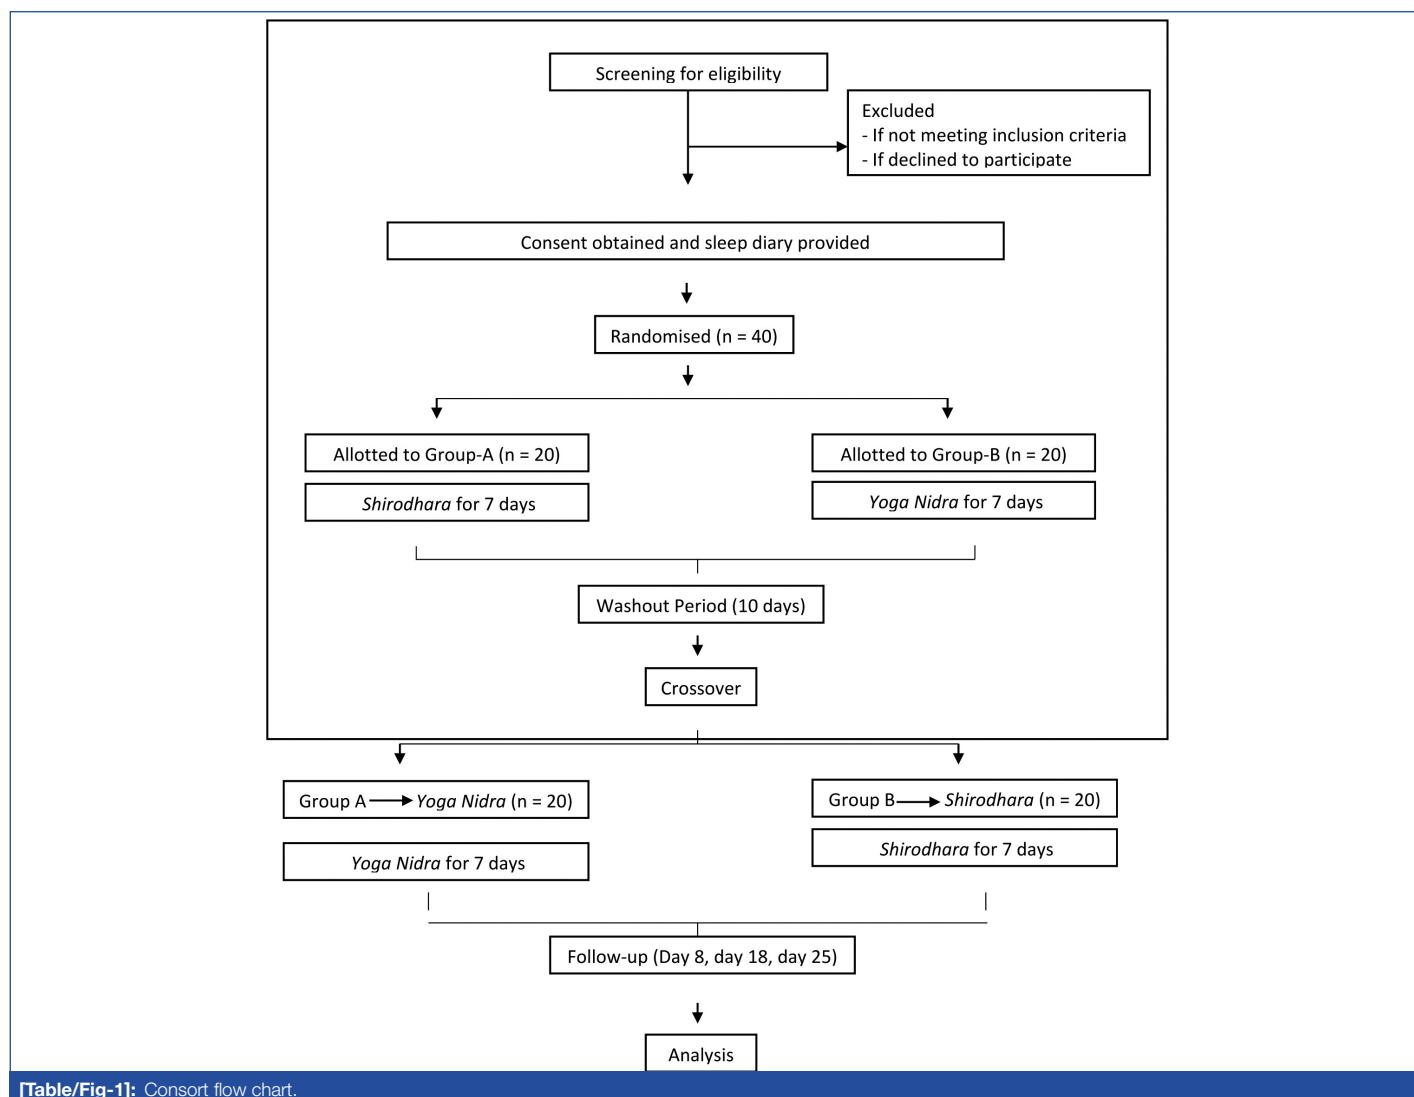 Screening for eligibility
Excluded
- If not meeting inclusion criteria
- If declined to participate
Consent obtained and sleep diary provided
Randomised (n = 40)
Allotted to Group-A (n = 20)
Allotted to Group-B (n = 20)
Shirodhara for 7 days
Yoga Nidra for 7 days
Washout Period (10 days)
Crossover
Group A Yoga Nidra (n = 20)
Group B Shirodhara (n = 20)
Yoga Nidra for 7 days
Shirodhara for 7 days
Follow-up (Day 8, day 18, day 25)
Analysis
[Table/Fig-1]: Consort flow chart.